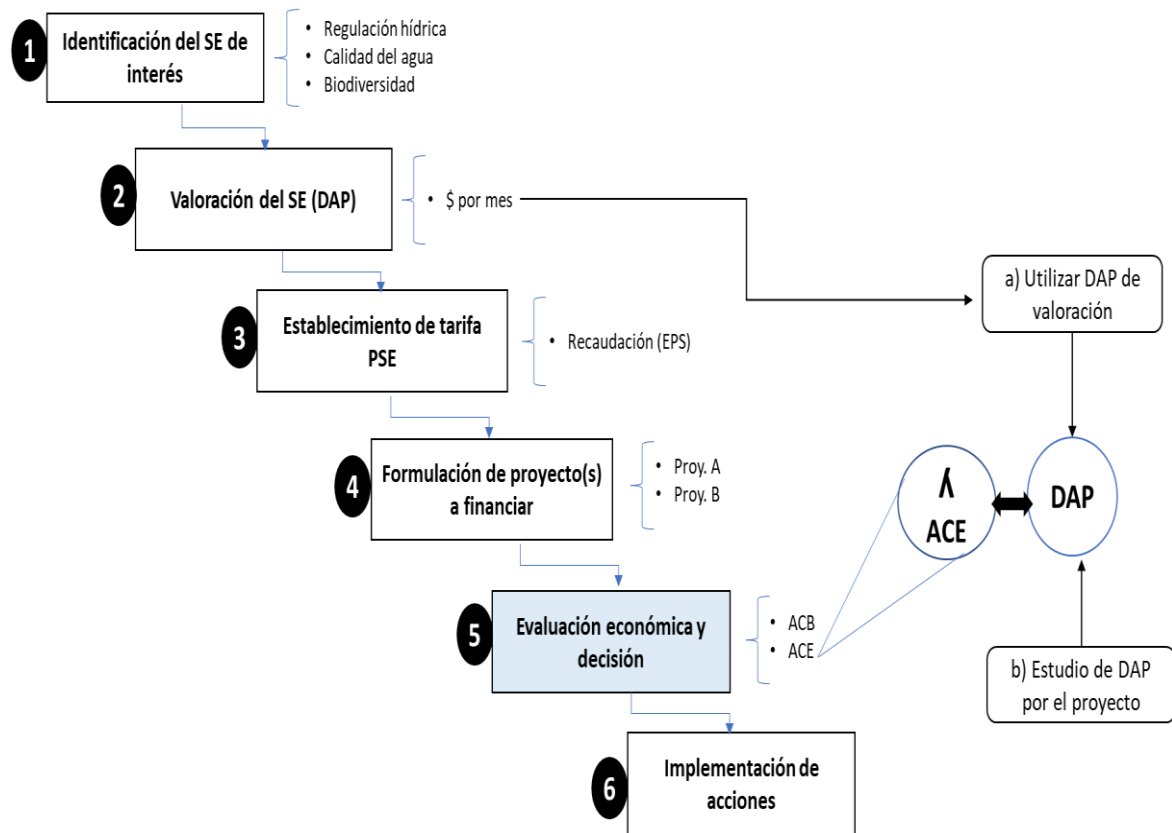 1
Identificación del SE de
interés
• Regulación hídrica
• Calidad del agua
• Biodiversidad
2
Valoración del SE (DAP)
• $ por mes
a) Utilizar DAP de
valoración
3
Establecimiento de tarifa
PSE
• Recaudación (EPS)
4
Formulación de proyecto(s)
a financiar
• Proy. A
• Proy. B
ACE
DAP
5
Evaluación económica y
decisión
• ACB
• ACE
b) Estudio de DAP
por el proyecto
6
Implementación de
acciones